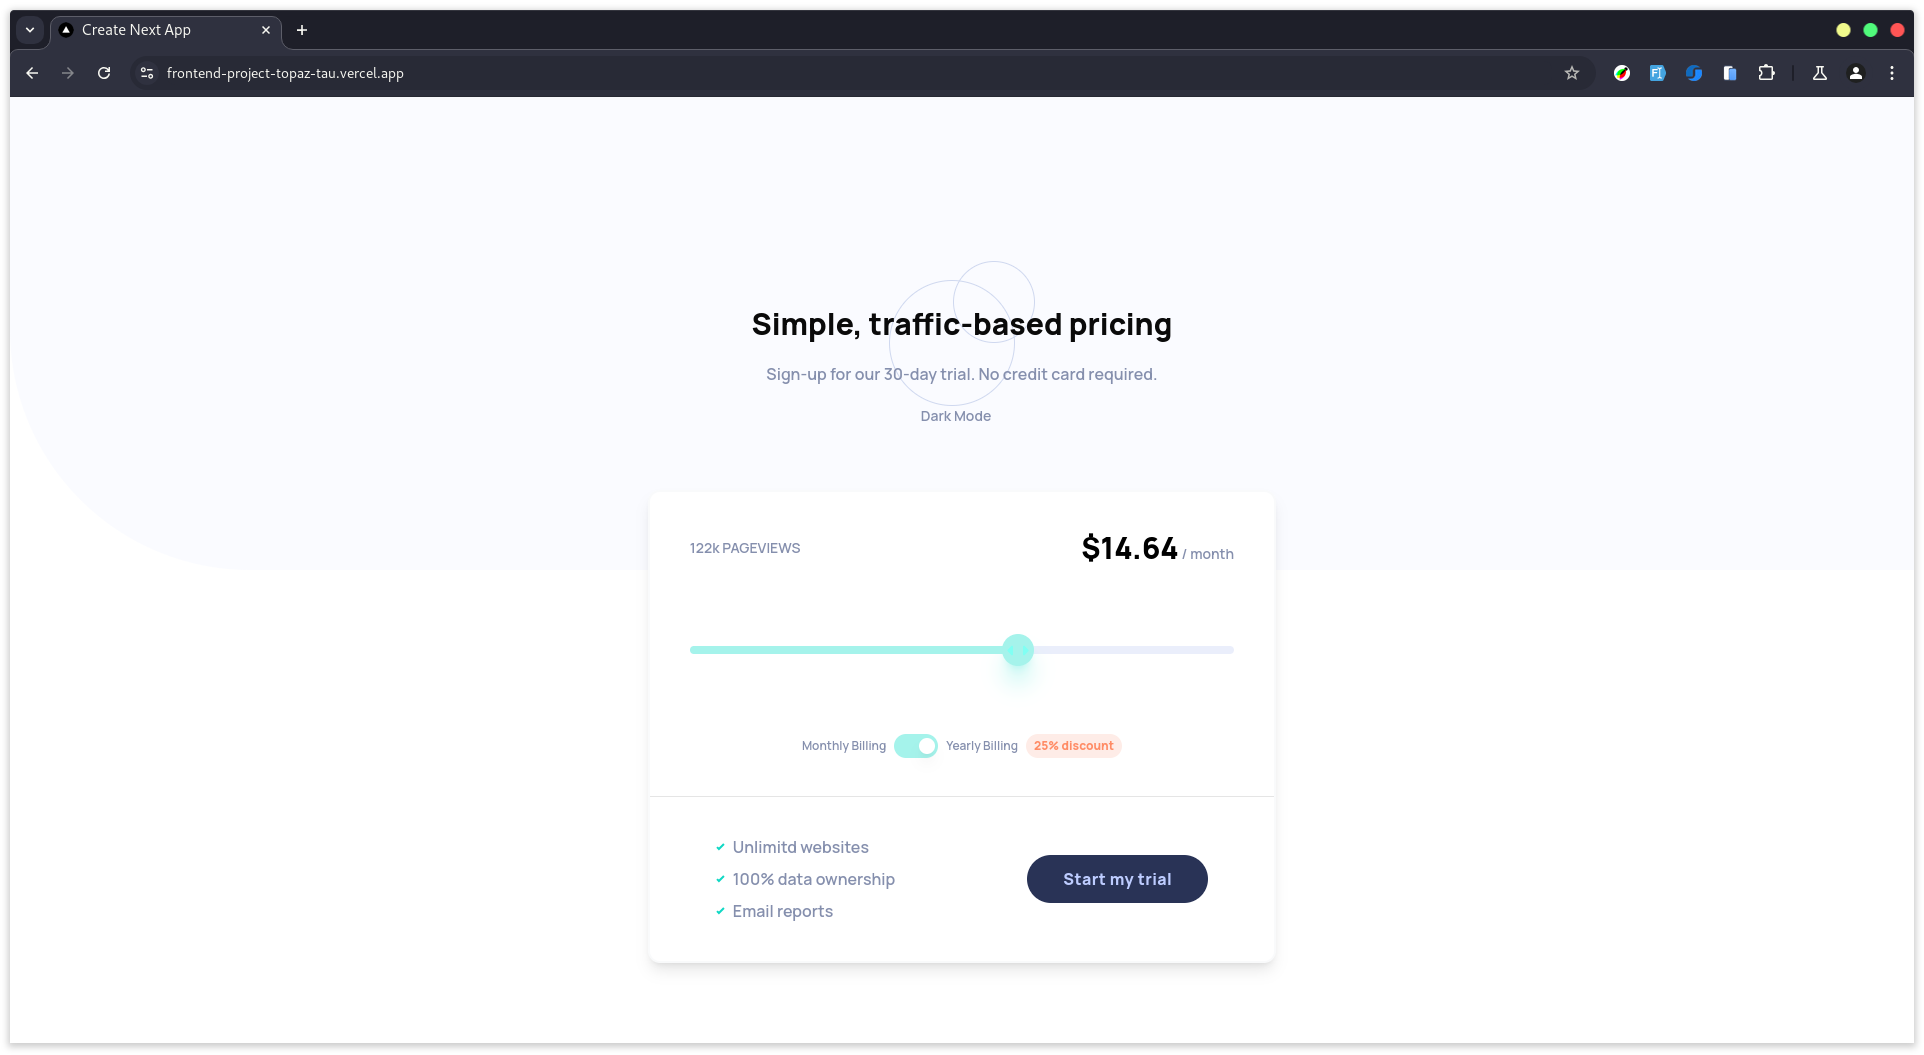 Create Next App
frontend-project-topaz-tau.vercel.app
Simple, traffic-based pricing
Sign-up for our 30-day trial. No credit card required.
Dark Mode
122k PAGEVIEWS
$14.64 / month
Monthly Billing Yearly Billing 25% discount
Unlimitd websites
100% data ownership
Email reports
Start my trial